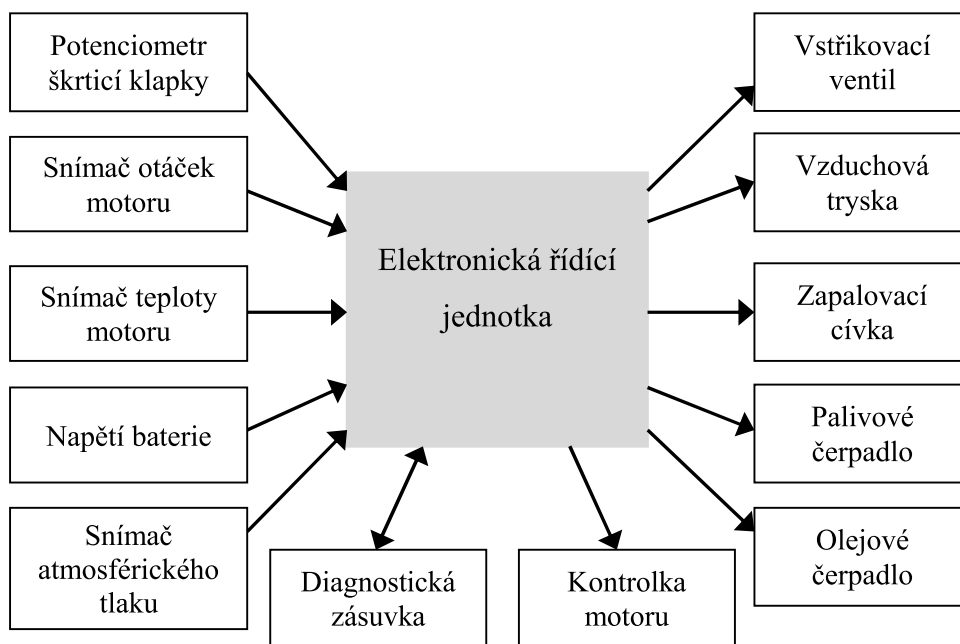 Potenciometr
škrticí klapky
Snímač otáček
motoru
Snímač teploty
motoru
Napětí baterie
Snímač
atmosférického
tlaku
Elektronická řídící
jednotka
Diagnostická
zásuvka
Kontrolka
motoru
Vstřikovací
ventil
Vzduchová
tryska
Zapalovací
cívka
Palivové
čerpadlo
Olejové
čerpadlo